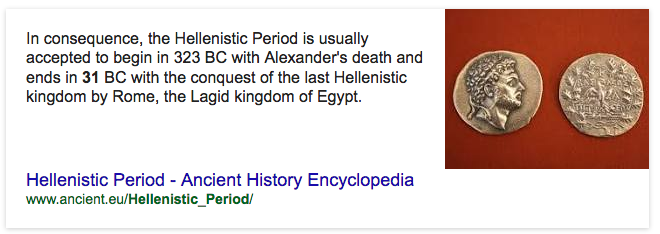 In consequence, the Hellenistic Period is usually
accepted to begin in 323 BC with Alexander's death and
ends in 31 BC with the conquest of the last Hellenistic
kingdom by Rome, the Lagid kingdom of Egypt.
Hellenistic Period - Ancient History Encyclopedia
www.ancient.eu/Hellenistic_Period/